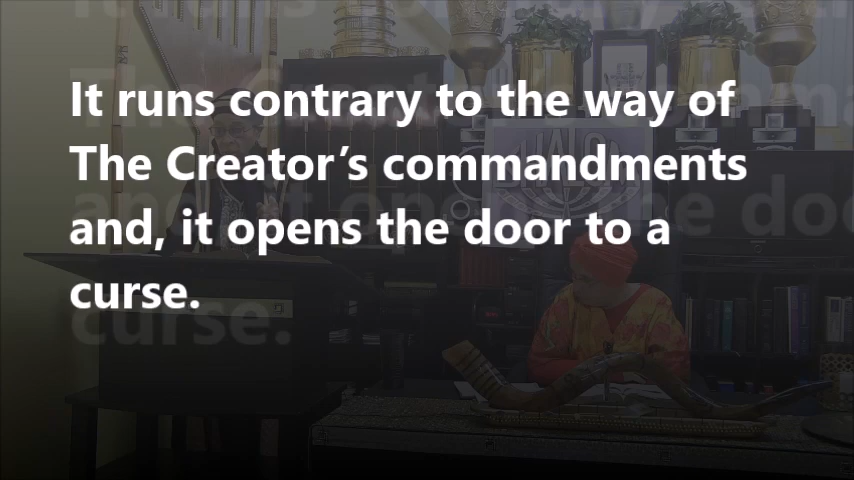 It runs contrary to the way of
The Creator’s commandments
and, it opens the door to a
curse.